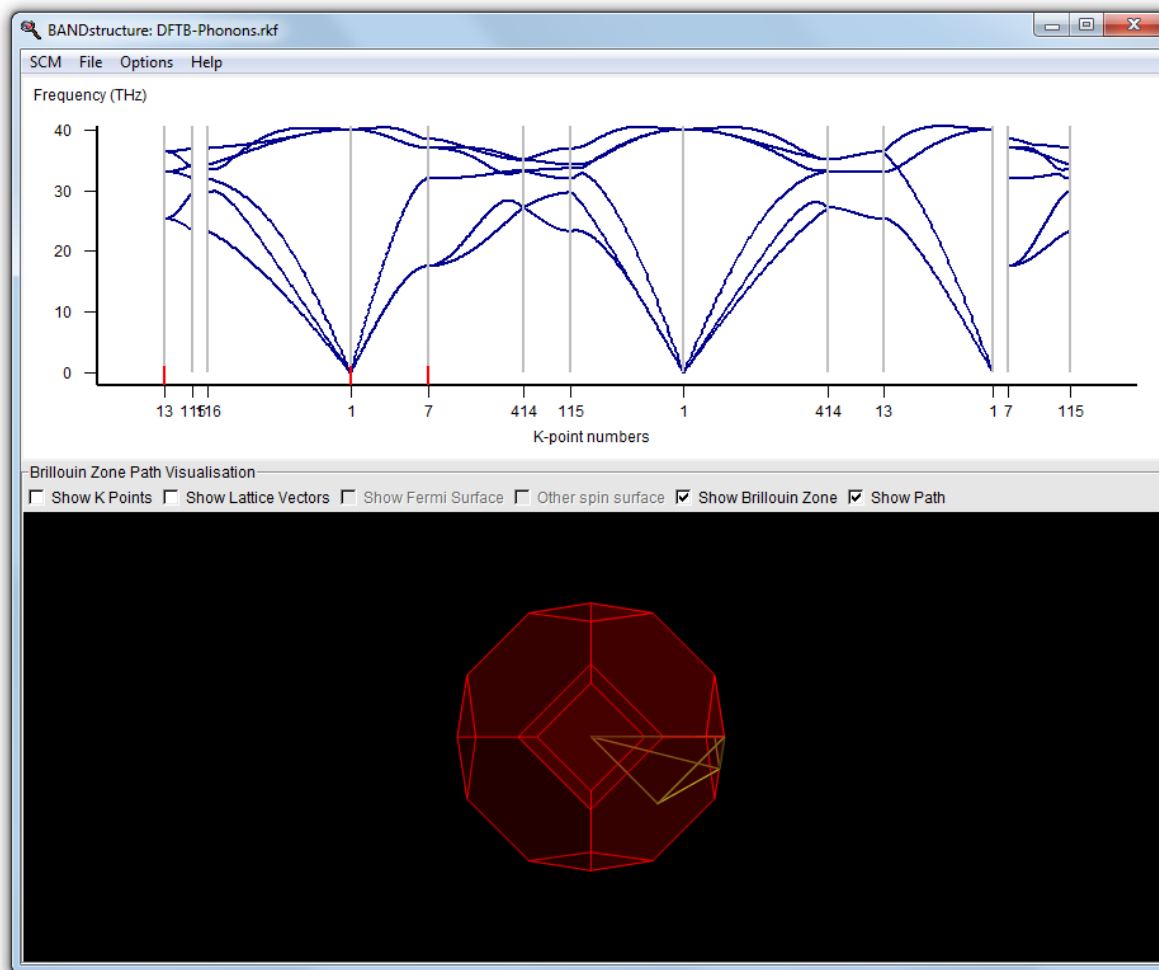 BANDstructure: DFTB-Phonons.rkf
SCM File Options Help
Frequency (THz)
40
30
20
10
0
13 115 116 1 7 414 115 1 414 13 1 7 115
K-point numbers
Brillouin Zone Path Visualisation
Show K Points Show Lattice Vectors Show Fermi Surface Other spin surface Show Brillouin Zone Show Path